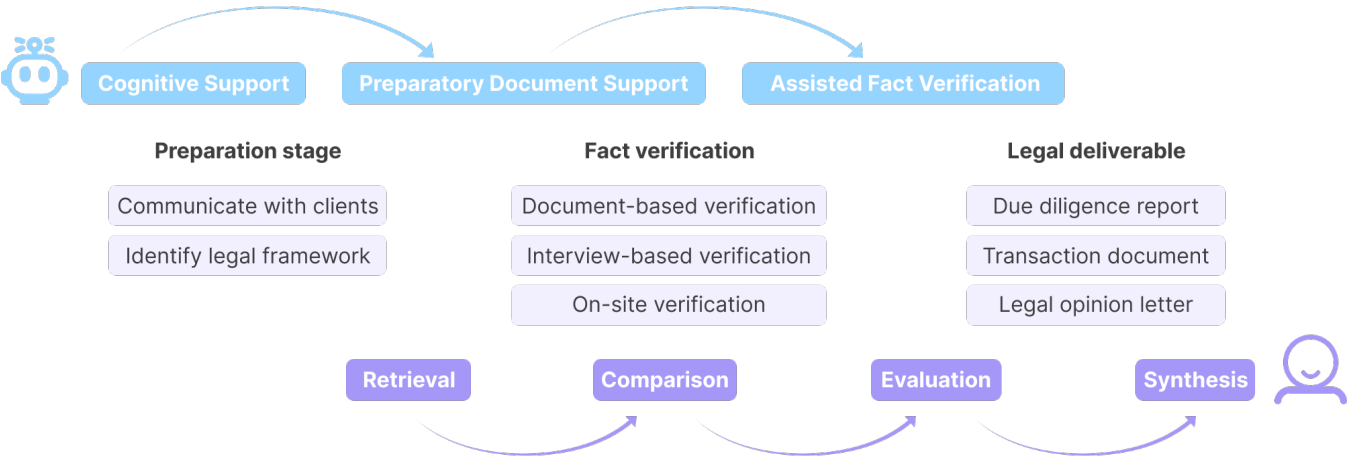 Cognitive Support
Preparatory Document Support
Assisted Fact Verification
Preparation stage
Communicate with clients
Identify legal framework
Fact verification
Document-based verification
Interview-based verification
On-site verification
Legal deliverable
Due diligence report
Transaction document
Legal opinion letter
Retrieval
Comparison
Evaluation
Synthesis